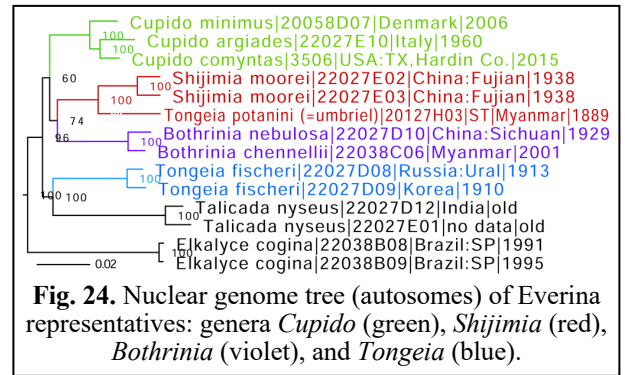 Cupido minimus|20058D07|Denmark|2006
100
Cupido argiades|22027E10|Italy|1960
100
Cupido comyntas|3506|USA:TX,Hardin Co.|2015
60
Shijimia moorei|22027E02|China:Fujian|1938
100
100
Shijimia moorei|22027E03|China:Fujian|1938
Tongeia potanini (=umbriel)|20127H03|ST|Myanmar|1889
74
Bothrinia nebulosa|22027D10|China:Sichuan|1929
96
100
Bothrinia chennellii|22038C06|Myanmar|2001
Tongeia fischeri|22027D08|Russia:Ural|1913
100
Tongeia fischeri|22027D09|Korea|1910
100 100
Talicada nyseus|22027D12|India|old
100
Talicada nyseus|22027E01|no data|old
Elkalyce cogina|22038B08|Brazil:SP|1991
100
Elkalyce cogina|22038B09|Brazil:SP|1995
0.02
Fig. 24. Nuclear genome tree (autosomes) of Everina
representatives: genera Cupido (green), Shijimia (red),
Bothrinia (violet), and Tongeia (blue).